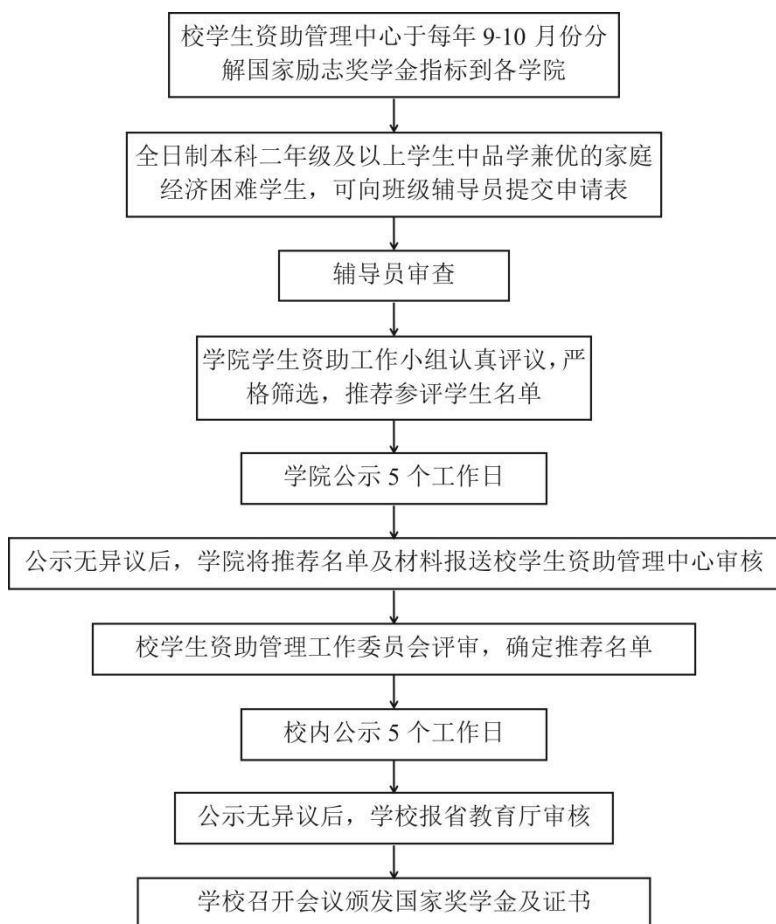 校学生资助管理中心于每年 9-10 月份分
解国家励志奖学金指标到各学院
全日制本科二年级及以上学生中品学兼优的家庭
经济困难学生，可向班级辅导员提交申请表
辅导员审查
学院学生资助工作小组认真评议，严
格筛选，推荐参评学生名单
学院公示 5 个工作日
公示无异议后，学院将推荐名单及材料报送校学生资助管理中心审核
校学生资助管理工作委员会评审，确定推荐名单
校内公示 5 个工作日
公示无异议后，学校报省教育厅审核
学校召开会议颁发国家奖学金及证书